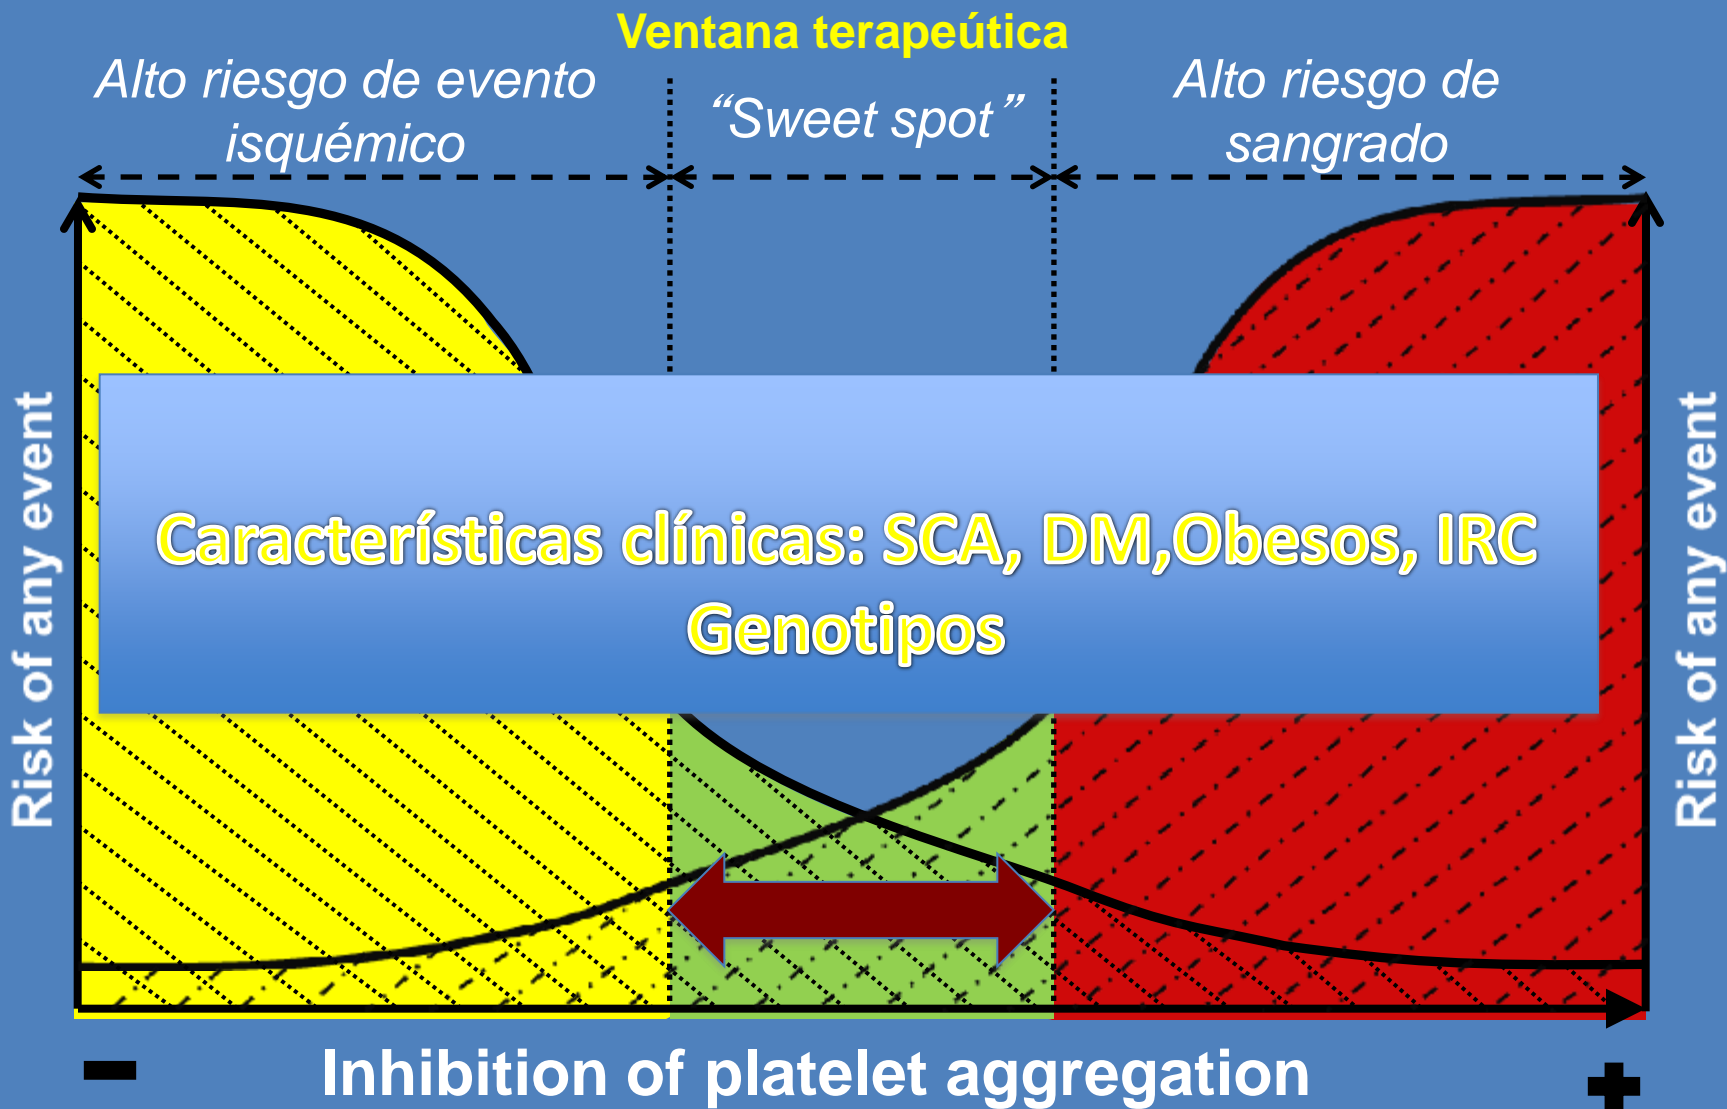 Ventana terapeútica
Alto riesgo de evento
isquémico
“Sweet spot”
Alto riesgo de
sangrado
Risk of any event
Características clínicas: SCA, DM,Obesos, IRC
Genotipos
Risk of any event
- Inhibition of platelet aggregation +